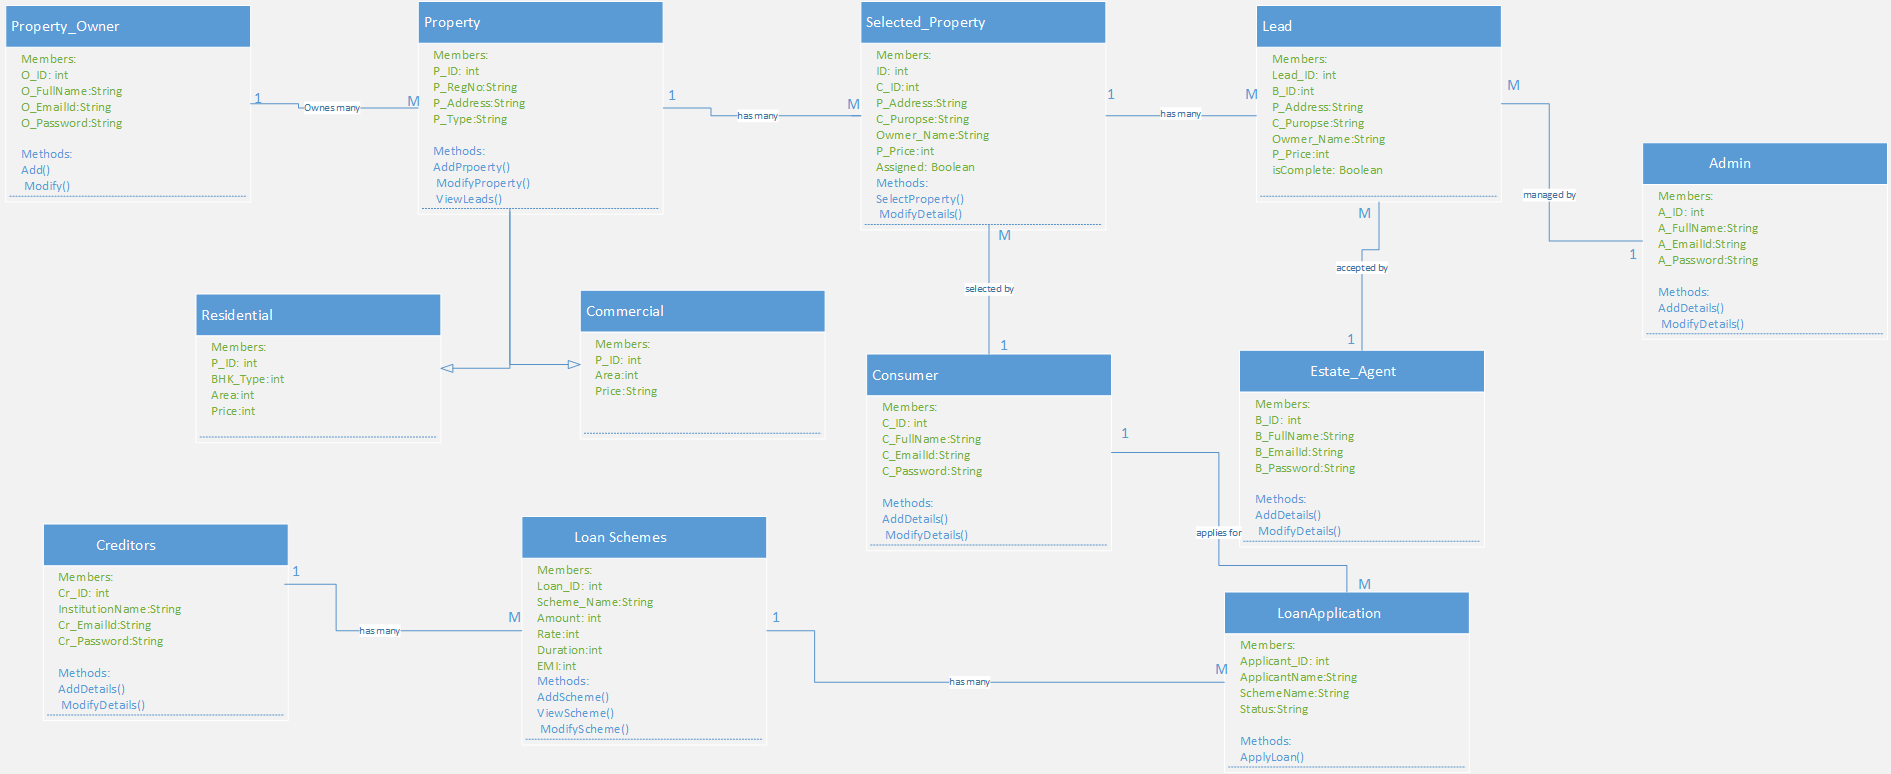 Property_Owner
Members:
O_ID: int
O_FullName:String
O_EmailId:String
O_Password:String
Methods:
Add()
Modify()
1
Ownes many
M
Property
Members:
P_ID: int
P_RegNo:String
P_Address:String
P_Type:String
Methods:
AddPrpoerty()
ModifyProperty()
ViewLeads()
1
has many
M
Selected_Property
Members:
ID: int
C_ID: int
P_Address:String
C_Puropse:String
Owmer_Name:String
P_Price:int
Assigned: Boolean
Methods:
SelectProperty()
ModifyDetails()
1
has many
M
Lead
Members:
Lead_ID: int
B_ID:int
P_Address:String
C_Puropse:String
Owmer_Name:String
P_Price:int
isComplete: Boolean
M
managed by
1
Admin
Members:
A_ID: int
A_FullName:String
A_EmailId:String
A_Password:String
Methods:
AddDetails()
ModifyDetails()
M
selected by
1
M
accepted by
1
Residential
Members:
P_ID: int
BHK_Type:int
Area:int
Price:int
Commercial
Members:
P_ID: int
Area:int
Price:String
Consumer
Members:
C_ID: int
C_FullName:String
C_EmailId:String
C_Password:String
Methods:
AddDetails()
ModifyDetails()
1
applies for
M
Estate_Agent
Members:
B_ID: int
B_FullName:String
B_EmailId:String
B_Password:String
Methods:
AddDetails()
ModifyDetails()
Creditors
Members:
Cr_ID: int
InstitutionName:String
Cr_EmailId:String
Cr_Password:String
Methods:
AddDetails()
ModifyDetails()
1
has many
M
Loan Schemes
Members:
Loan_ID: int
Scheme_Name:String
Amount: int
Rate:int
Duration:int
EMI:int
Methods:
AddScheme()
ViewScheme()
ModifyScheme()
1
has many
M
LoanApplication
Members:
Applicant_ID: int
ApplicantName:String
SchemeName:String
Status:String
Methods:
ApplyLoan()